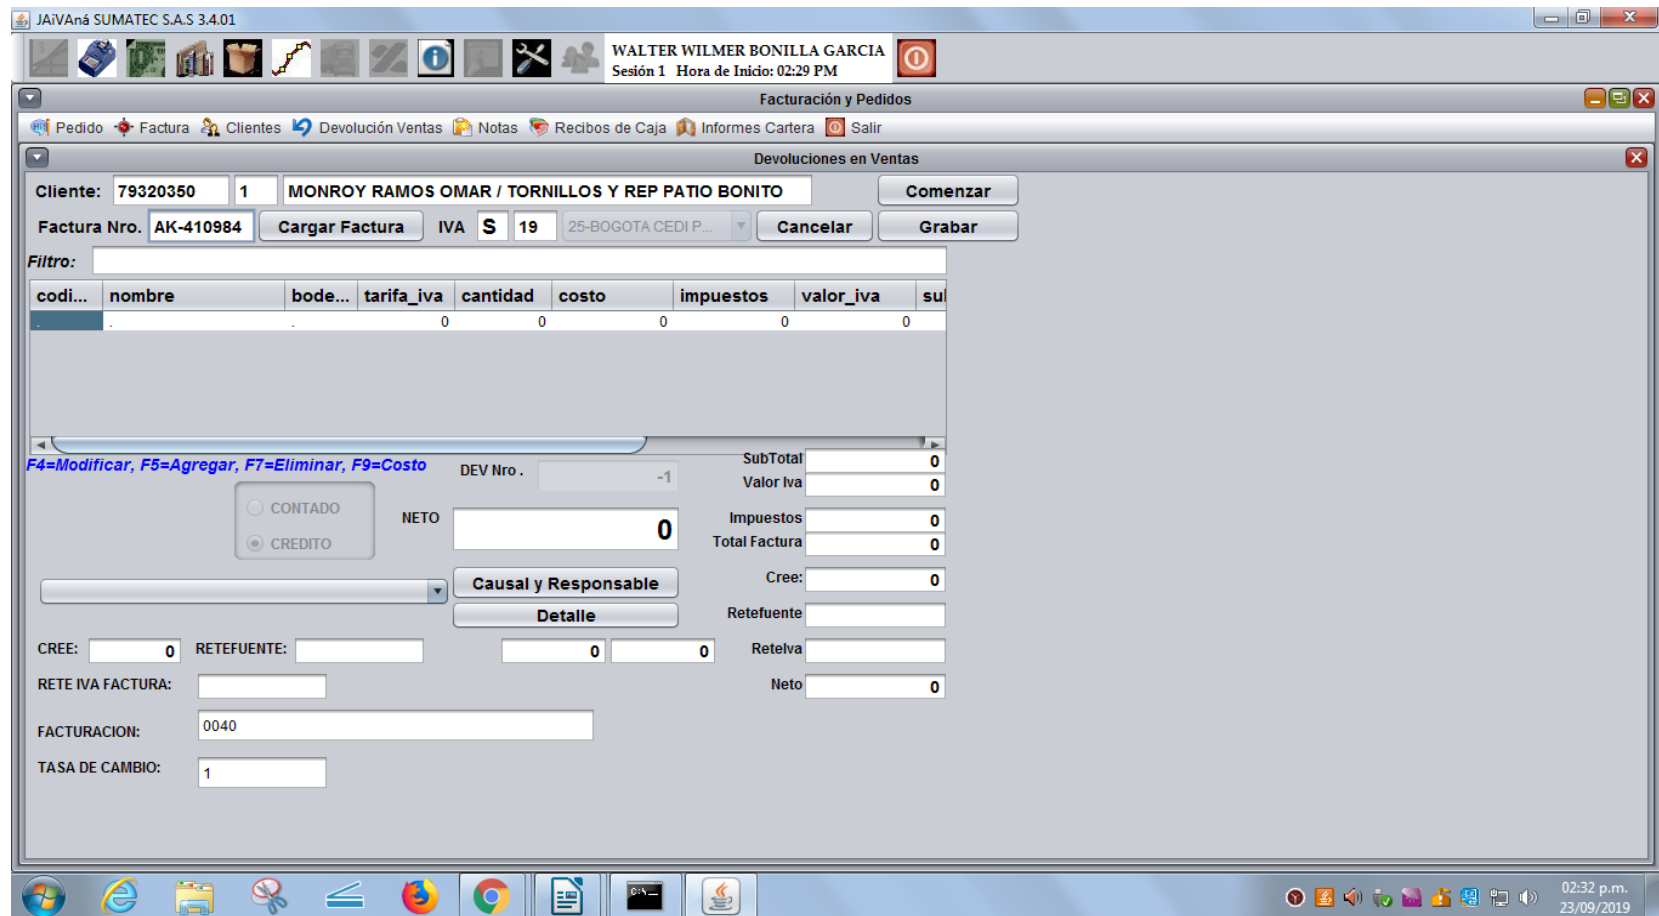 JAiVAná SUMATEC S.A.S 3.4.01
WALTER WILMER BONILLA GARCIA
Sesión 1 Hora de Inicio: 02:29 PM
Facturación y Pedidos
Pedido Factura Clientes Devolución Ventas Notas Recibos de Caja Informes Cartera Salir
Devoluciones en Ventas
Cliente: 79320350 1 MONROY RAMOS OMAR / TORNILLOS Y REP PATIO BONITO Comenzar
Factura Nro. AK-410984 Cargar Factura IVA S 19 25-BOGOTA CEDI P... Cancelar Grabar
Filtro:
codi... nombre bode... tarifa_iva cantidad costo impuestos valor_iva sul
. . . 0 0 0 0 0
F4=Modificar, F5=Agregar, F7=Eliminar, F9=Costo
DEV Nro . -1
SubTotal 0
Valor Iva 0
CONTADO
CREDITO
NETO 0
Impuestos 0
Total Factura 0
Cree: 0
Causal y Responsable
Detalle
Retefuente
CREE: 0 RETEFUENTE: 0 0 ReteIva
RETE IVA FACTURA: Neto 0
FACTURACION: 0040
TASA DE CAMBIO: 1
C:\
02:32 p.m.
23/09/2019